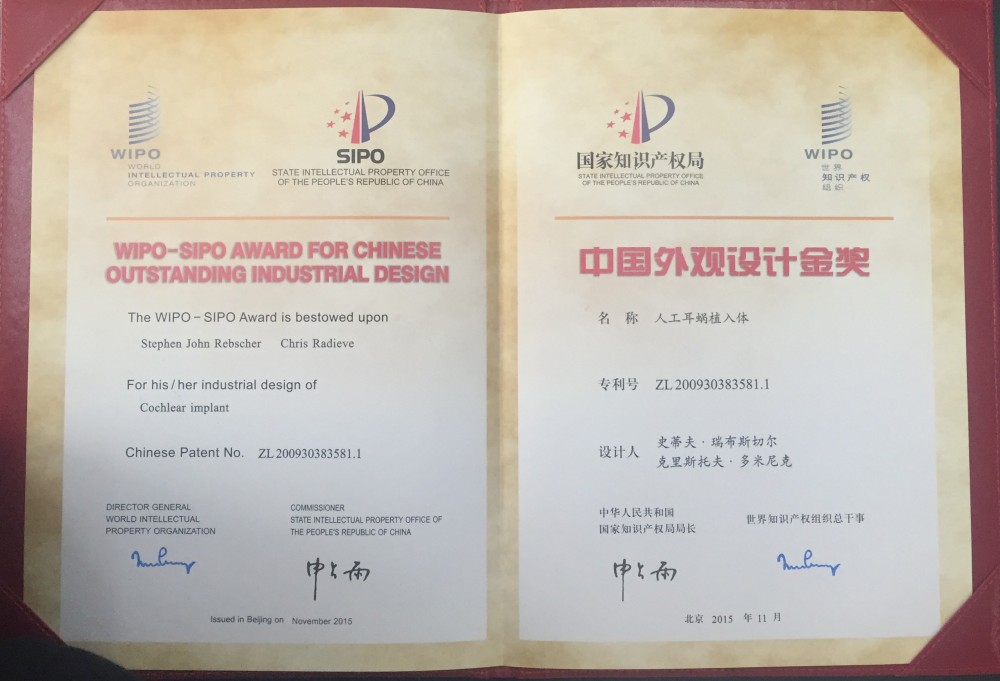 WIPO
WORLD
INTELLECTUAL PROPERTY
ORGANIZATION
SIPO
STATE INTELLECTUAL PROPERTY OFFICE
OF THE PEOPLE'S REPUBLIC OF CHINA
WIPO-SIPO AWARD FOR CHINESE
OUTSTANDING INDUSTRIAL DESIGN
The WIPO – SIPO Award is bestowed upon
Stephen John Rebscher Chris Radieve
For his / her industrial design of
Cochlear implant
Chinese Patent No. ZL 200930383581.1
DIRECTOR GENERAL
WORLD INTELLECTUAL
PROPERTY ORGANIZATION
COMMISSIONER
STATE INTELLECTUAL PROPERTY OFFICE OF
THE PEOPLE'S REPUBLIC OF CHINA
申长雨
Issued in Beijing on November 2015
国家知识产权局
STATE INTELLECTUAL PROPERTY OFFICE
OF THE PEOPLE'S REPUBLIC OF CHINA
WIPO
世界
知识产权
组织
中国外观设计金奖
名 称 人工耳蜗植入体
专利号 ZL 200930383581.1
设计人 史蒂夫·瑞布斯切尔
克里斯托夫·多米尼克
中华人民共和国
国家知识产权局局长
世界知识产权组织总干事
申长雨
北京 2015 年 11 月